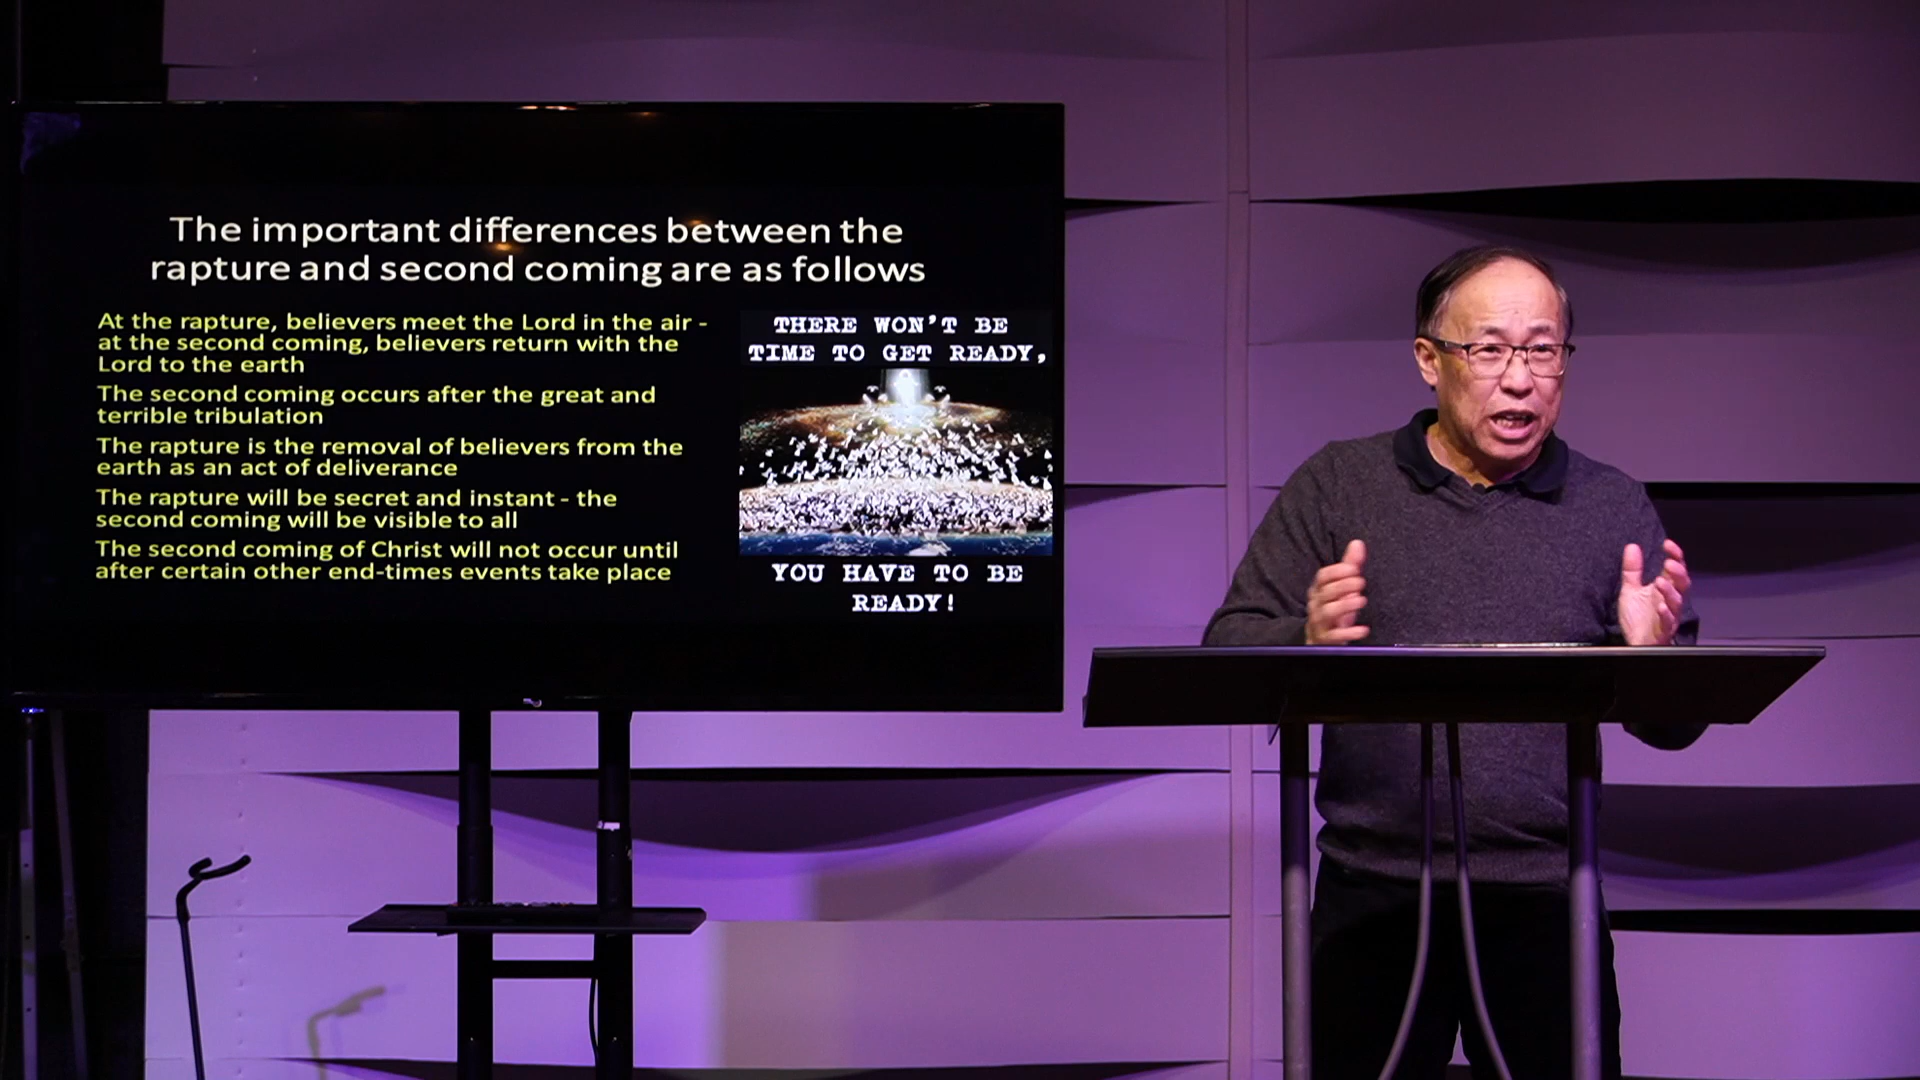 The important differences between the
rapture and second coming are as follows
At the rapture, believers meet the Lord in the air -
at the second coming, believers return with the
Lord to the earth
The second coming occurs after the great and
terrible tribulation
The rapture is the removal of believers from the
earth as an act of deliverance
The rapture will be secret and instant - the
second coming will be visible to all
The second coming of Christ will not occur until
after certain other end-times events take place
THERE WON'T BE
TIME TO GET READY,
YOU HAVE TO BE
READY!